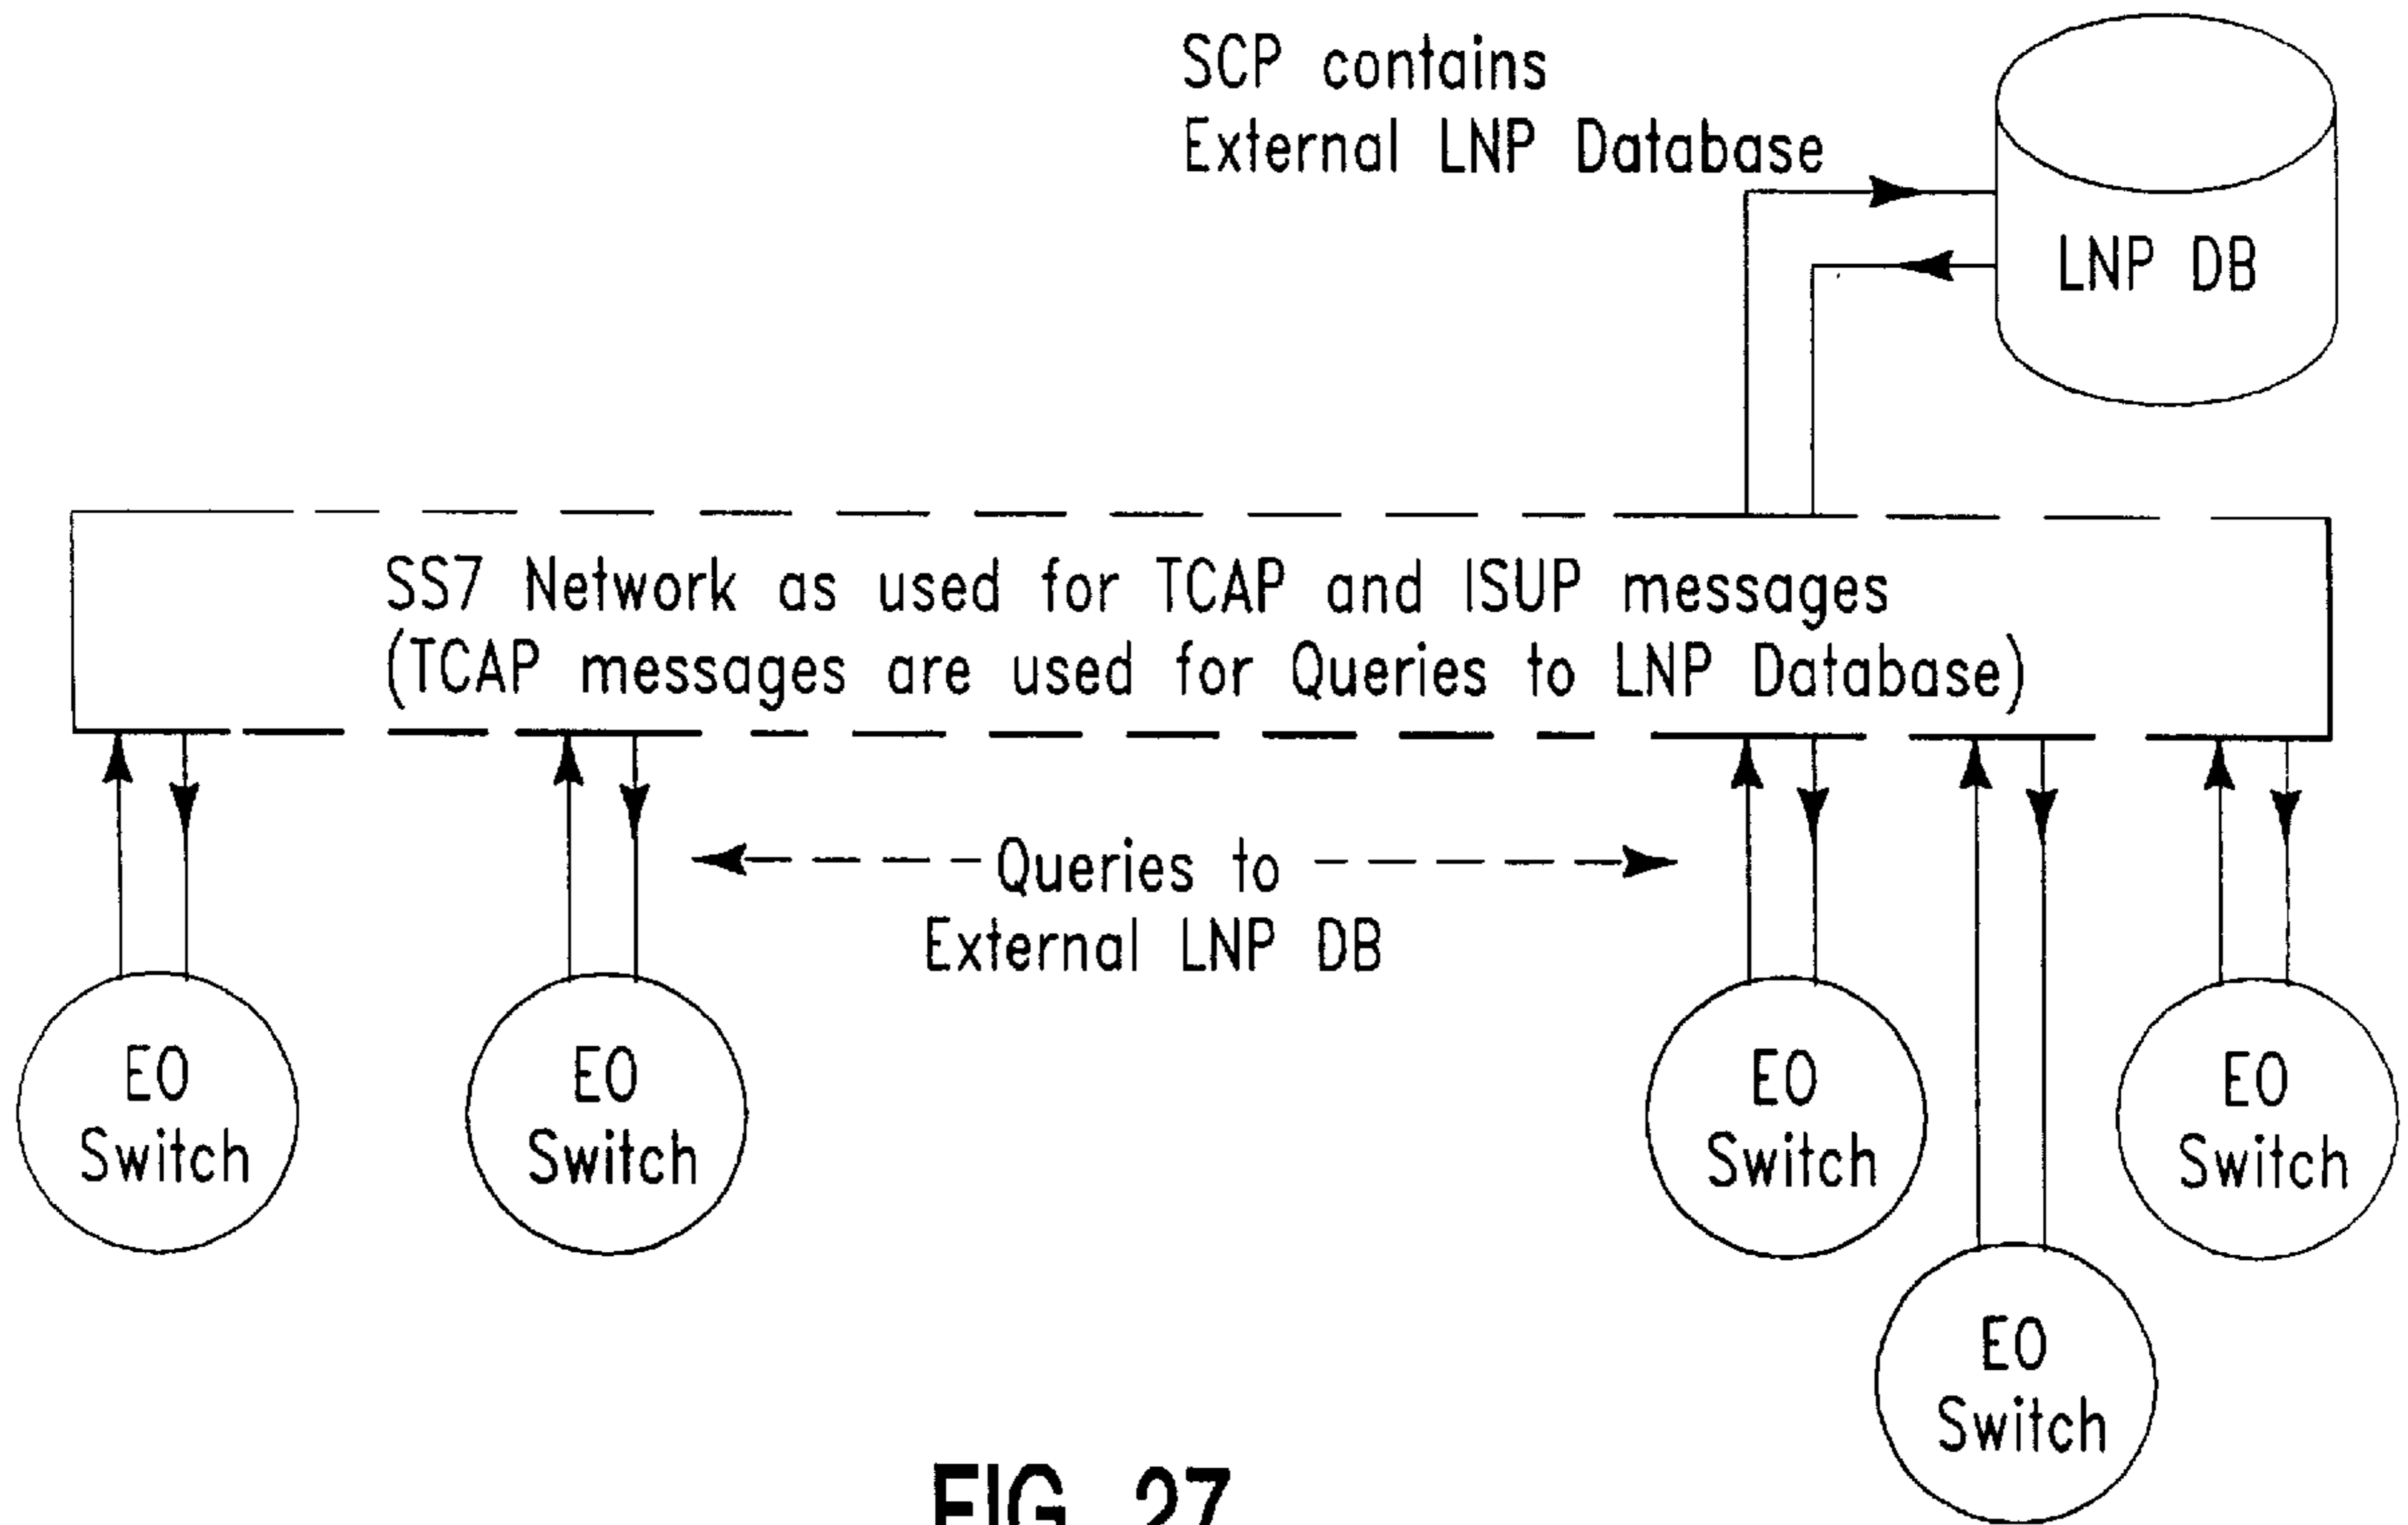 SCP contains
External LNP Database
LNP DB
SS7 Network as used for TCAP and ISUP messages
(TCAP messages are used for Queries to LNP Database)
Queries to
External LNP DB
EO
Switch
EO
Switch
EO
Switch
EO
Switch
EO
Switch
FIG. 27